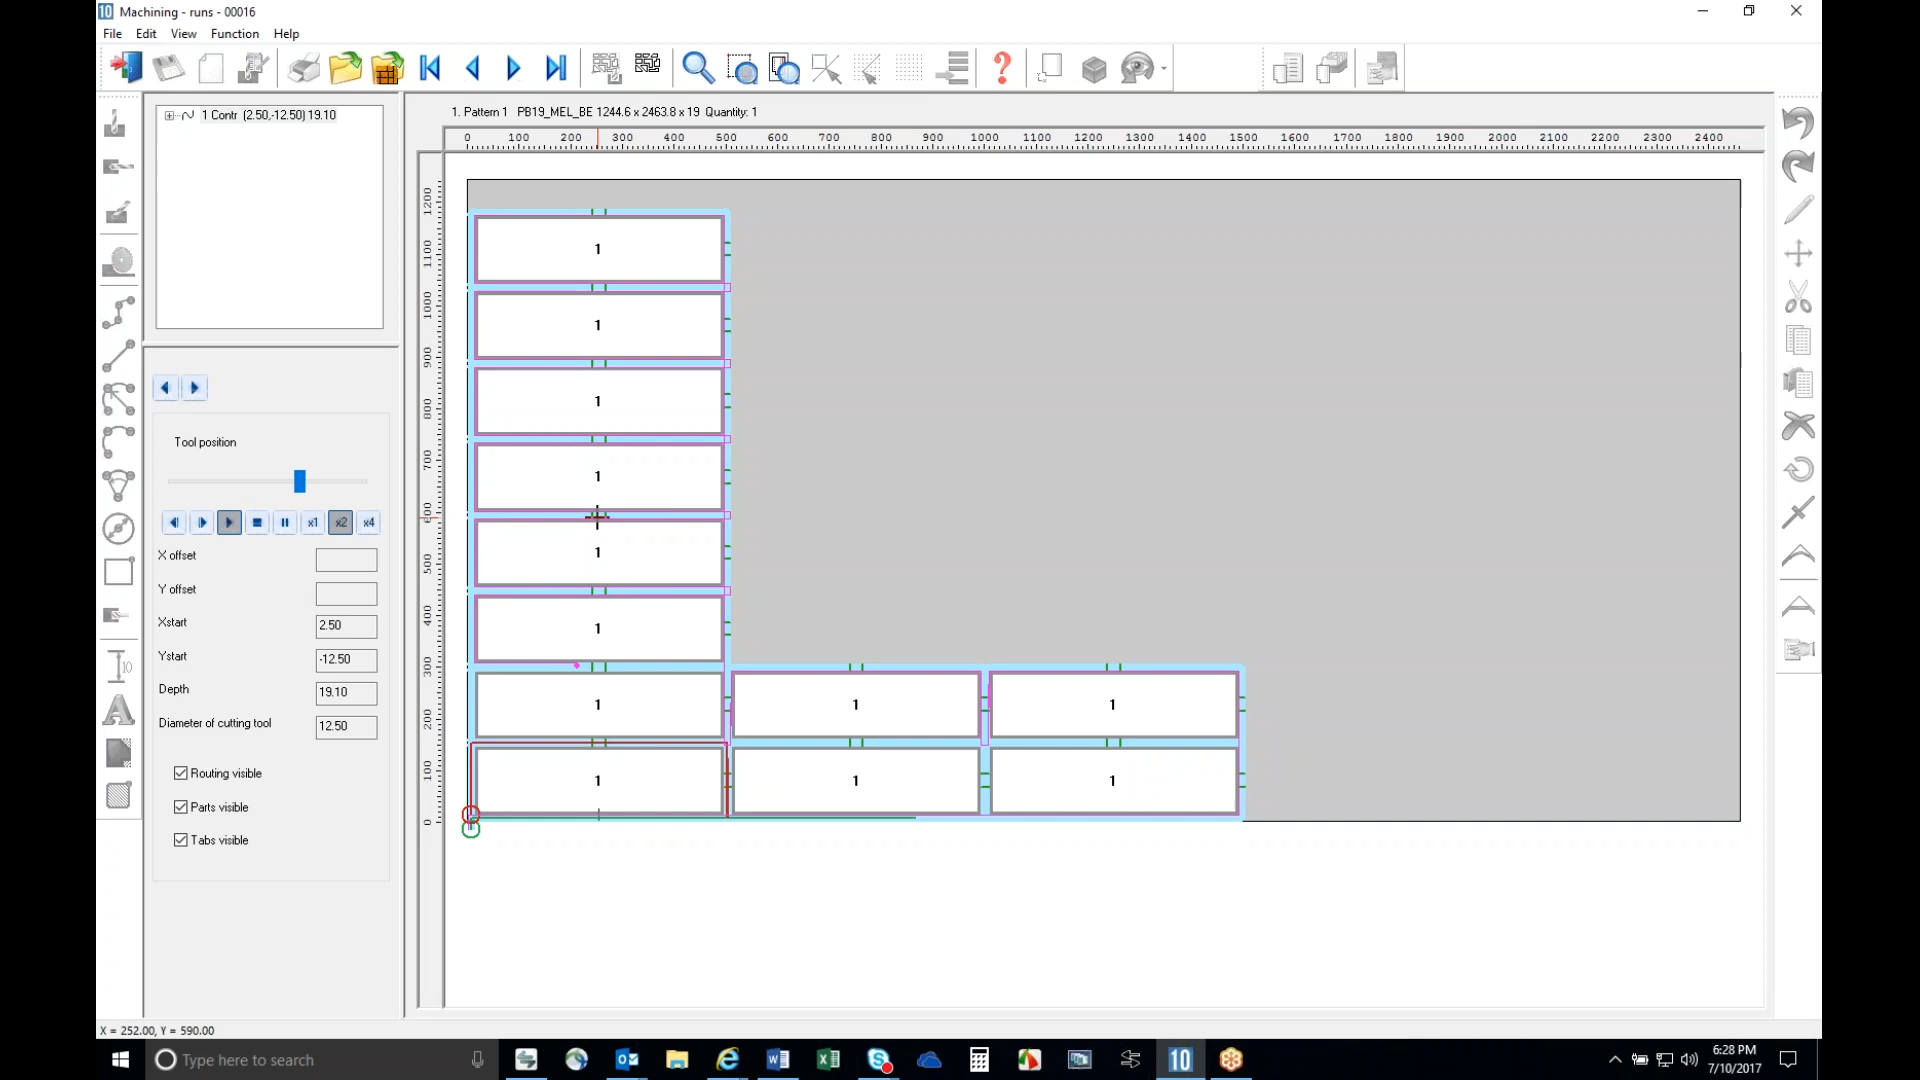 10 Machining - runs - 00016
File Edit View Function Help
1 Contr (2.50,-12.50) 19.10
1. Pattern 1 PB19_MEL_BE 1244.6 x 2463.8 x 19 Quantity: 1
0 100 200 300 400 500 600 700 800 900 1000 1100 1200 1300 1400 1500 1600 1700 1800 1900 2000 2100 2200 2300 2400
1200
1100
1000
900
800
700
600
500
400
300
200
100
0
1
1
1
1
1
1
1 1 1
1 1 1
Tool position
x1 x2 x4
X offset
Y offset
Xstart 2.50
Ystart -12.50
Depth 19.10
Diameter of cutting tool 12.50
Routing visible
Parts visible
Tabs visible
10
X = 252.00, Y = 590.00
Type here to search
10
6:28 PM
7/10/2017